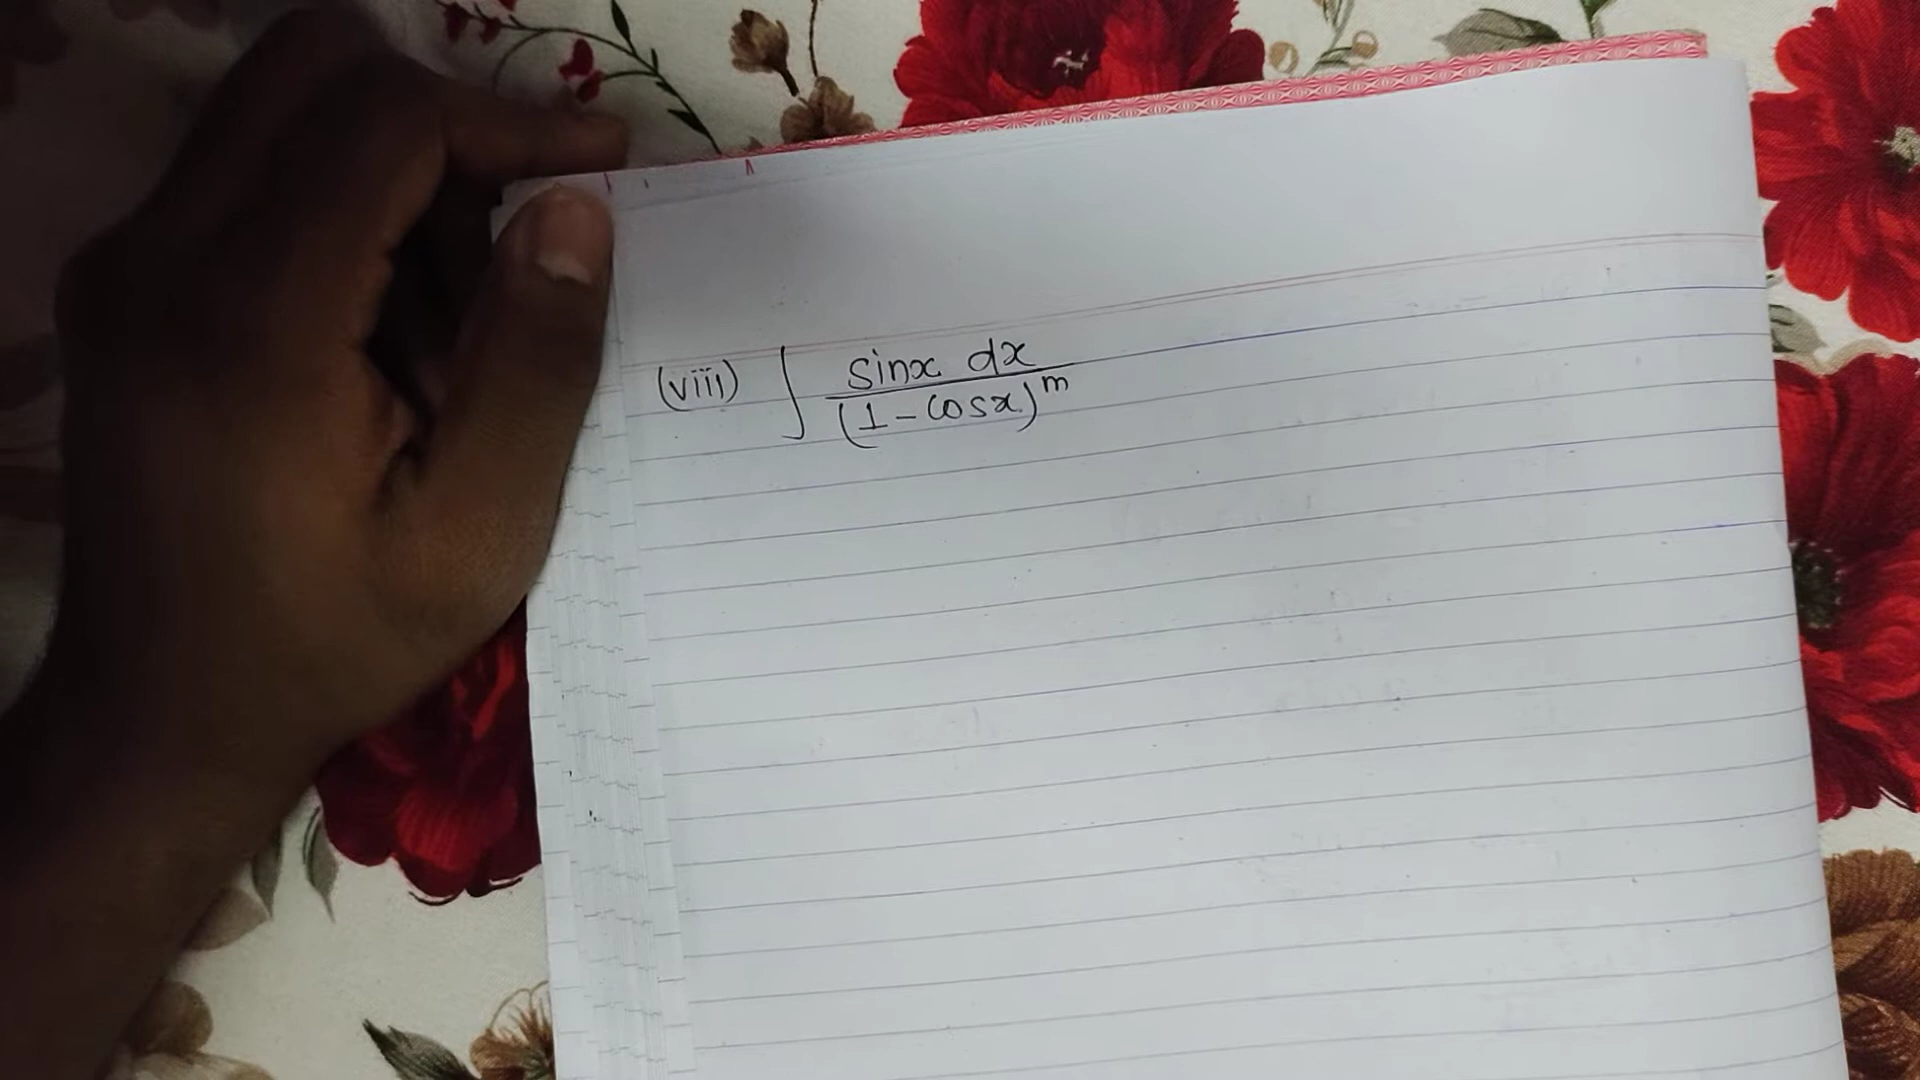 (viii) ∫ sinx dx
(1-cosx)^m